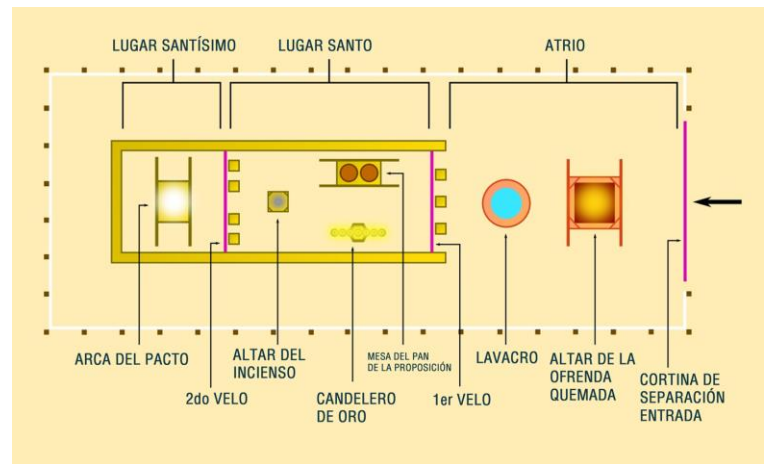 LUGAR SANTÍSIMO
LUGAR SANTO
ATRIO
ARCA DEL PACTO
2do VELO
ALTAR DEL
INCIENSO
CANDELERO
DE ORO
MESA DEL PAN
DE LA PROPOSICIÓN
1er VELO
LAVACRO
ALTAR DE LA
OFRENDA
QUEMADA
CORTINA DE
SEPARACIÓN
ENTRADA